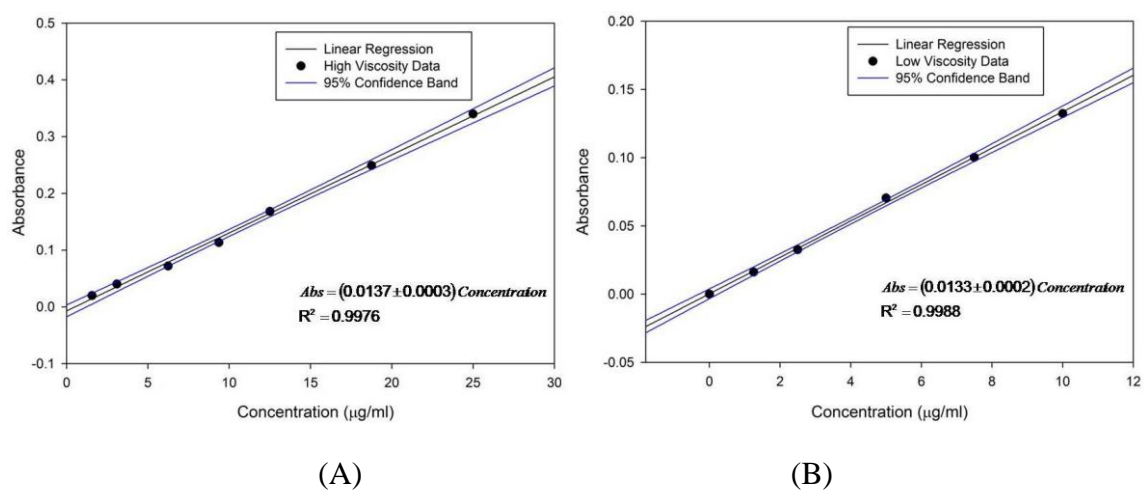 0.5
0.4
0.3
0.2
0.1
0.0
-0.1
Absorbance
Linear Regression
High Viscosity Data
95% Confidence Band
Abs = (0.0137±0.0003) Concentration
R² = 0.9976
0 5 10 15 20 25 30
Concentration (μg/ml)
(A)
0.20
0.15
0.10
0.05
0.00
-0.05
Absorbance
Linear Regression
Low Viscosity Data
95% Confidence Band
Abs = (0.0133±0.0002) Concentration
R² = 0.9988
0 2 4 6 8 10 12
Concentration (μg/ml)
(B)